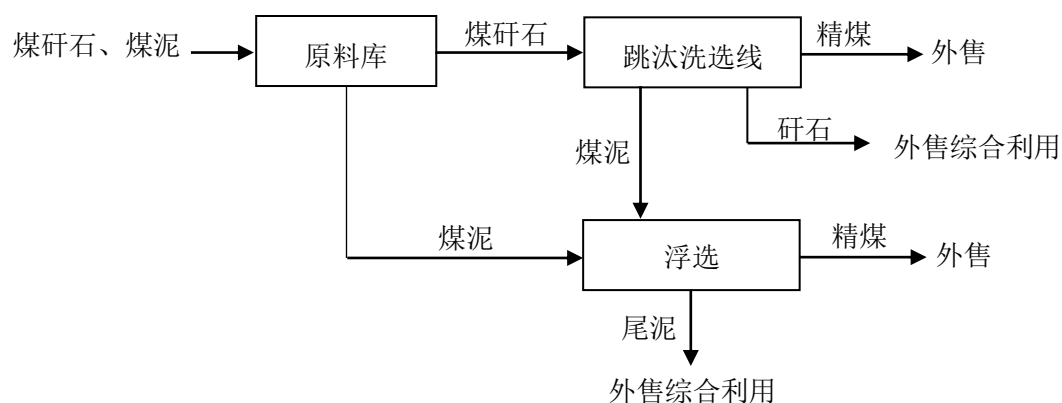 煤矸石、煤泥
原料库
煤矸石
跳汰洗选线
精煤
外售
矸石
外售综合利用
煤泥
煤泥
浮选
精煤
外售
尾泥
外售综合利用